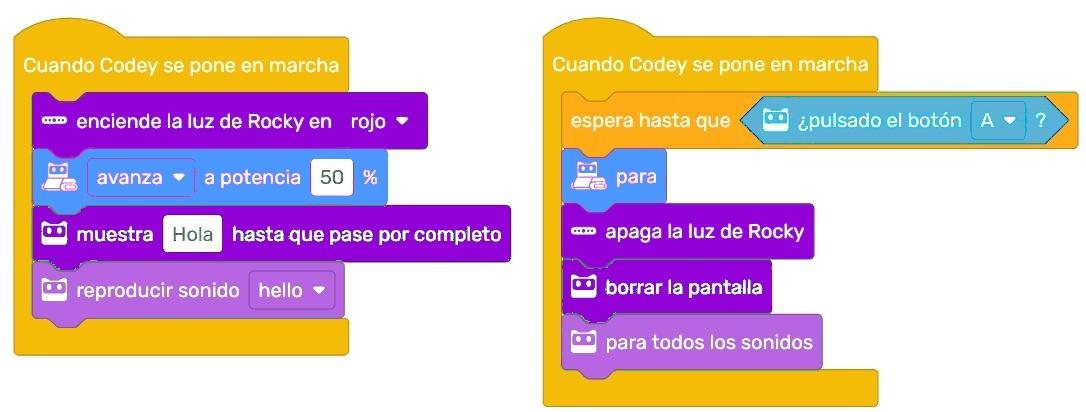 Cuando Codey se pone en marcha
enciende la luz de Rocky en rojo
avanza a potencia 50 %
muestra Hola hasta que pase por completo
reproducir sonido hello
Cuando Codey se pone en marcha
espera hasta que ¿pulsado el botón A ?
para
apaga la luz de Rocky
borrar la pantalla
para todos los sonidos